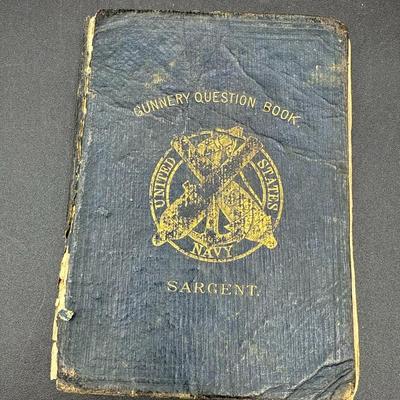 GUNNERY QUESTION BOOK.
UNITED STATES
NAVY
SARGENT.